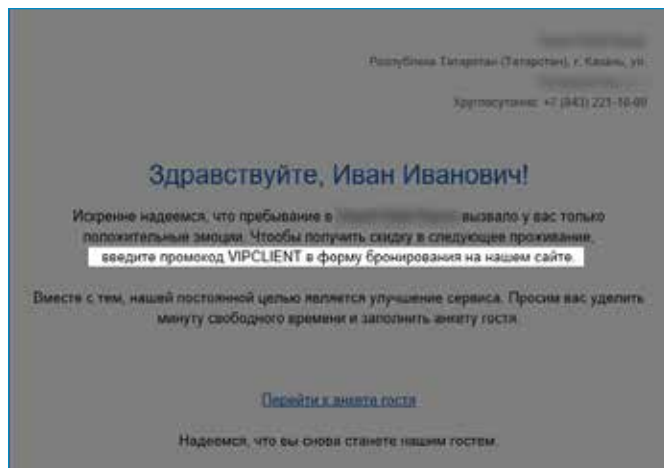 Республика Татарстан (Татарстан), г. Казань, ул.
Круглосуточно: +7 (843) 221-10-00
Здравствуйте, Иван Иванович!
Искренне надеемся, что пребывание в вызвало у вас только
положительные эмоции. Чтообы получить скидку в следующее проживание,
введите промокод VIPCLIENT в форму бронирования на нашем сайте.
Вместе с тем, нашей постоянной целью является улучшение сервиса. Просим вас уделить
минуту свободного времени и заполнить анкету гостя.
Перейти к анкете гостя
Надеемся, что вы снова станете нашим гостем.